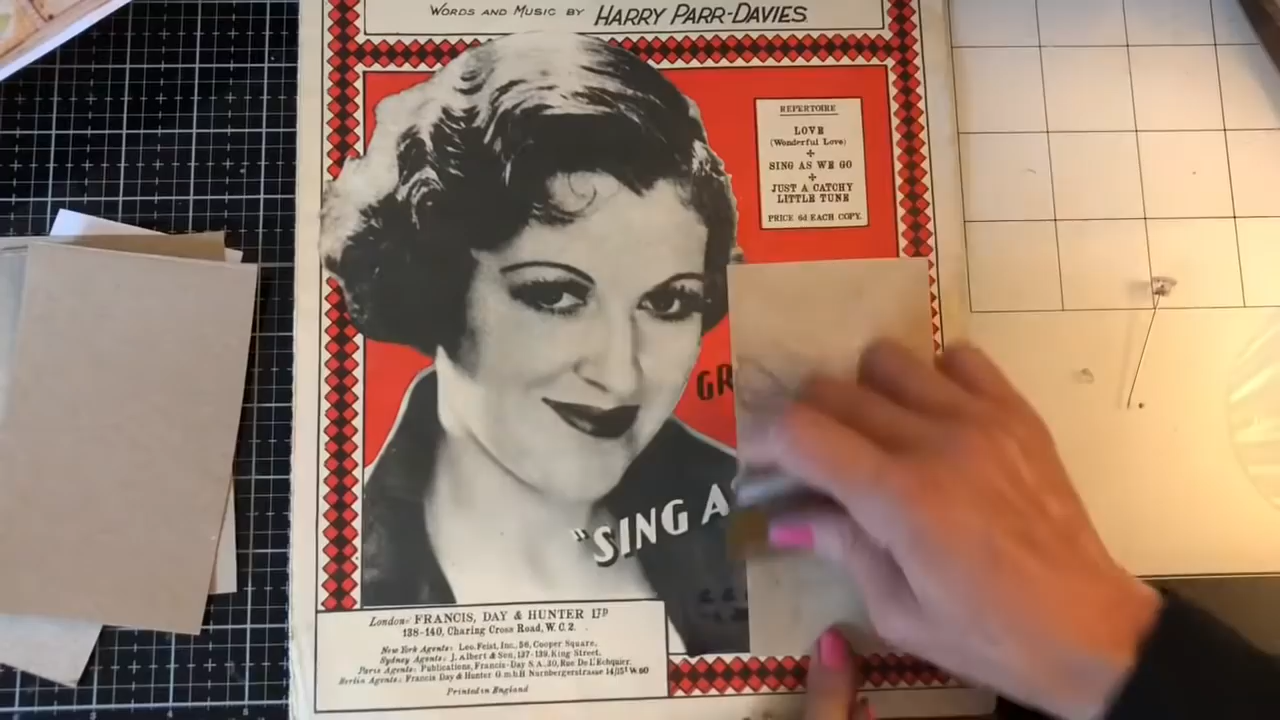 WORDS AND MUSIC BY HARRY PARR-DAVIES
REPERTOIRE
LOVE
(Wonderful Love)
+
SING AS WE GO
+
JUST A CATCHY
LITTLE TUNE
PRICE 6d EACH COPY.
GR
"SING AS
London: FRANCIS, DAY & HUNTER LTD
138-140, Charing Cross Road, W.C.2.
New York Agents: Leo. Feist, Inc., 56, Cooper Square,
Sydney Agents: J. Albert & Son, 137-139, King Street,
Paris Agents: Publications, Francis-Day S.A., 30, Rue De L'Echiquier,
Berlin Agents: Francis Day & Hunter G.m.b.H Nurnbergerstrasse 14/15! W.50
Printed in England